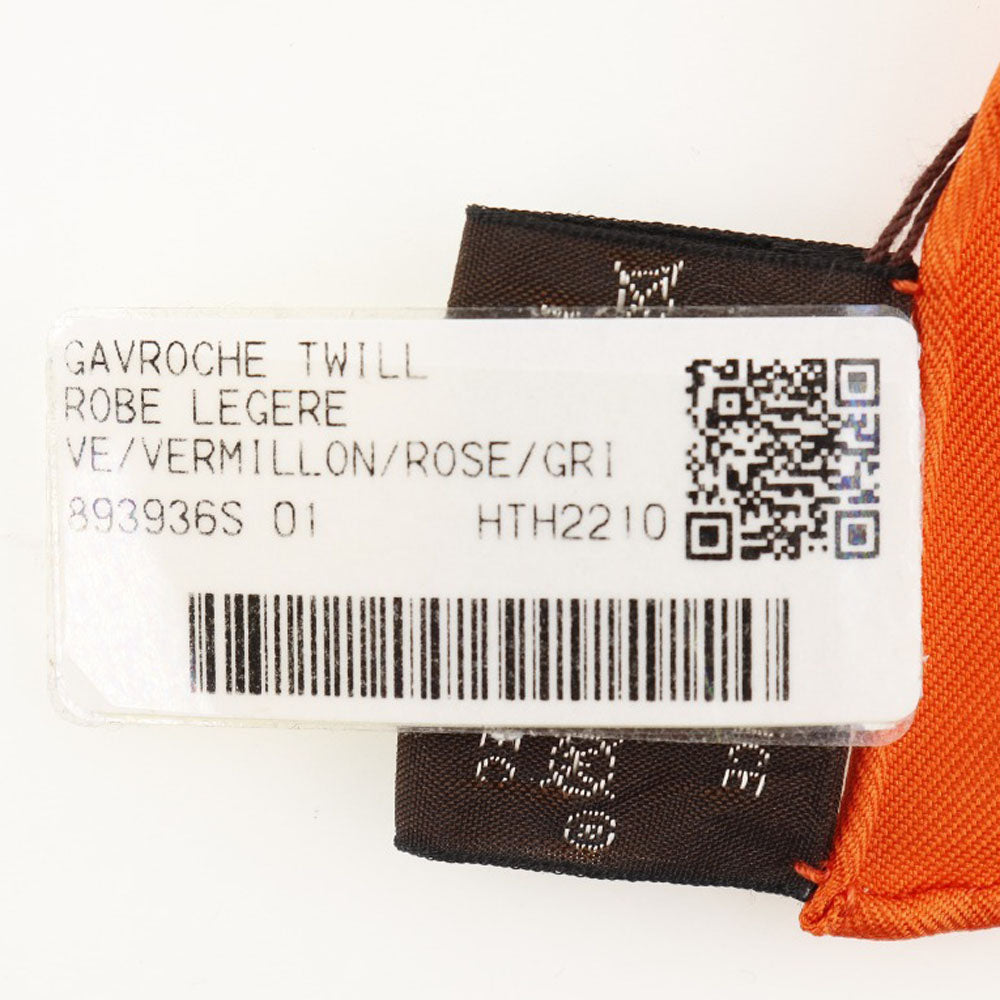 GAVROCHE TWILL
ROBE LEGERE
VE/VERMILLON/ROSE/GRI
893936S 01 HTH2210